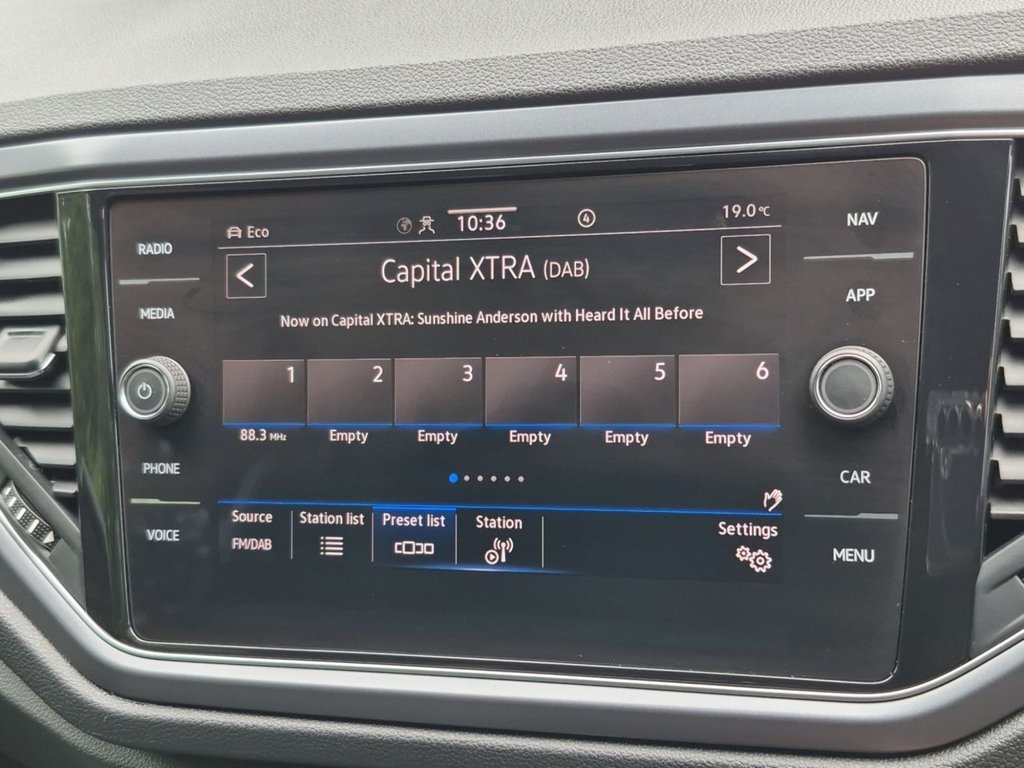 RADIO
MEDIA
PHONE
VOICE
Eco
10:36
4
19.0°C
<
Capital XTRA (DAB)
>
Now on Capital XTRA: Sunshine Anderson with Heard It All Before
1 2 3 4 5 6
88.3 MHz Empty Empty Empty Empty Empty
Source Station list Preset list Station Settings
FM/DAB
NAV
APP
CAR
MENU